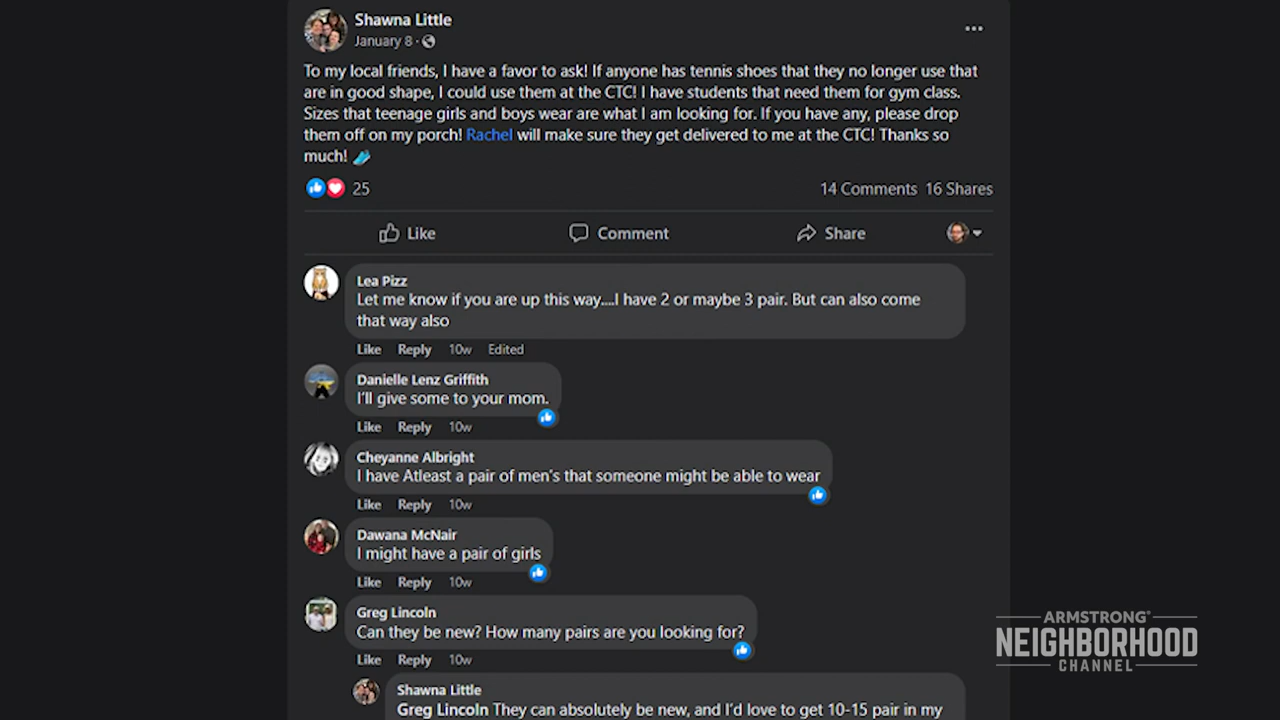 Shawna Little
January 8 ·
To my local friends, I have a favor to ask! If anyone has tennis shoes that they no longer use that
are in good shape, I could use them at the CTC! I have students that need them for gym class.
Sizes that teenage girls and boys wear are what I am looking for. If you have any, please drop
them off on my porch! Rachel will make sure they get delivered to me at the CTC! Thanks so
much!
25
14 Comments 16 Shares
Like Comment Share
Lea Pizz
Let me know if you are up this way....I have 2 or maybe 3 pair. But can also come
that way also
Like Reply 10w Edited
Danielle Lenz Griffith
I'll give some to your mom.
Like Reply 10w
Cheyanne Albright
I have Atleast a pair of men's that someone might be able to wear
Like Reply 10w
Dawana McNair
I might have a pair of girls
Like Reply 10w
Greg Lincoln
Can they be new? How many pairs are you looking for?
Like Reply 10w
Shawna Little
Greg Lincoln They can absolutely be new, and I'd love to get 10-15 pair in my
ARMSTRONG®
NEIGHBORHOOD
CHANNEL